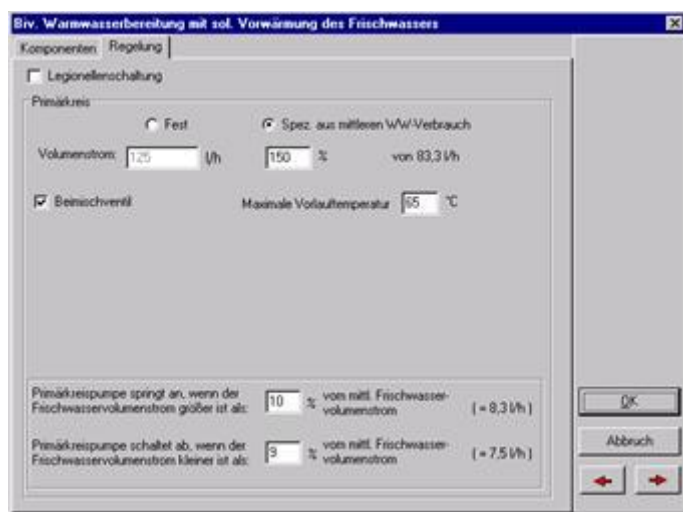 Biv. Warmwasserbereitung mit sol. Vorwärmung des Frischwassers
Komponenten Regelung
Legionellenschaltung
Primärkreis
Fest Spez. aus mittleren WW-Verbrauch
Volumenstrom: 125 l/h 150 % von 83,3 l/h
Beimischventil Maximale Vorlauftemperatur 65 °C
Primärkreispumpe springt an, wenn der
Frischwasservolumenstrom größer ist als: 10 % vom mittl. Frischwasser-
volumenstrom ( = 8,3 l/h )
Primärkreispumpe schaltet ab, wenn der
Frischwasservolumenstrom kleiner ist als: 9 % vom mittl. Frischwasser-
volumenstrom ( = 7,5 l/h )
OK
Abbruch